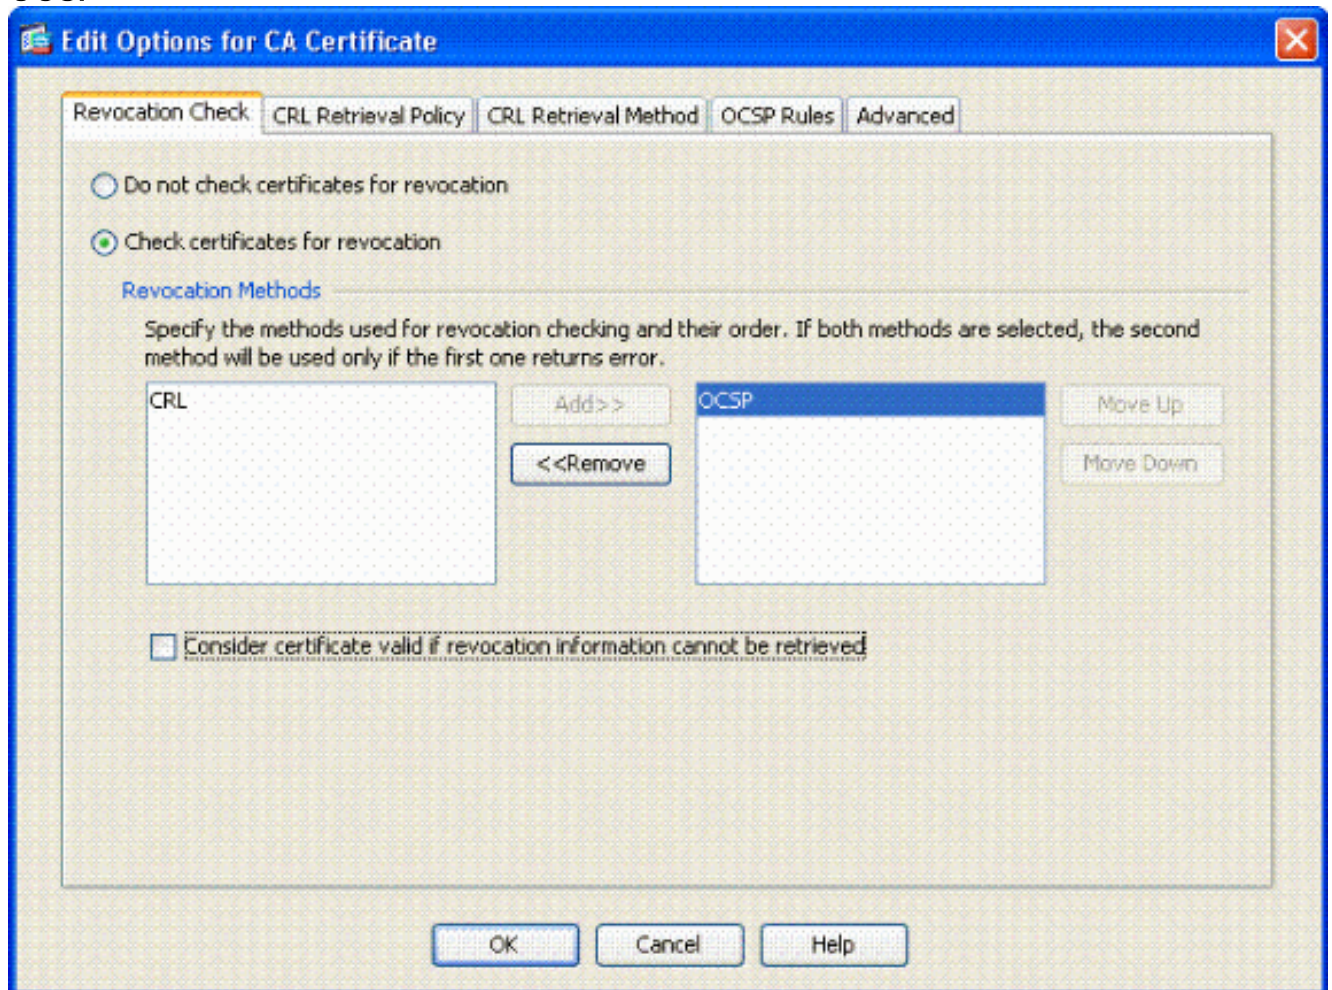 Edit Options for CA Certificate
Revocation Check CRL Retrieval Policy CRL Retrieval Method OCSP Rules Advanced
Do not check certificates for revocation
Check certificates for revocation
Revocation Methods
Specify the methods used for revocation checking and their order. If both methods are selected, the second
method will be used only if the first one returns error.
CRL Add>> OCSP Move Up
<<Remove Move Down
Consider certificate valid if revocation information cannot be retrieved
OK Cancel Help